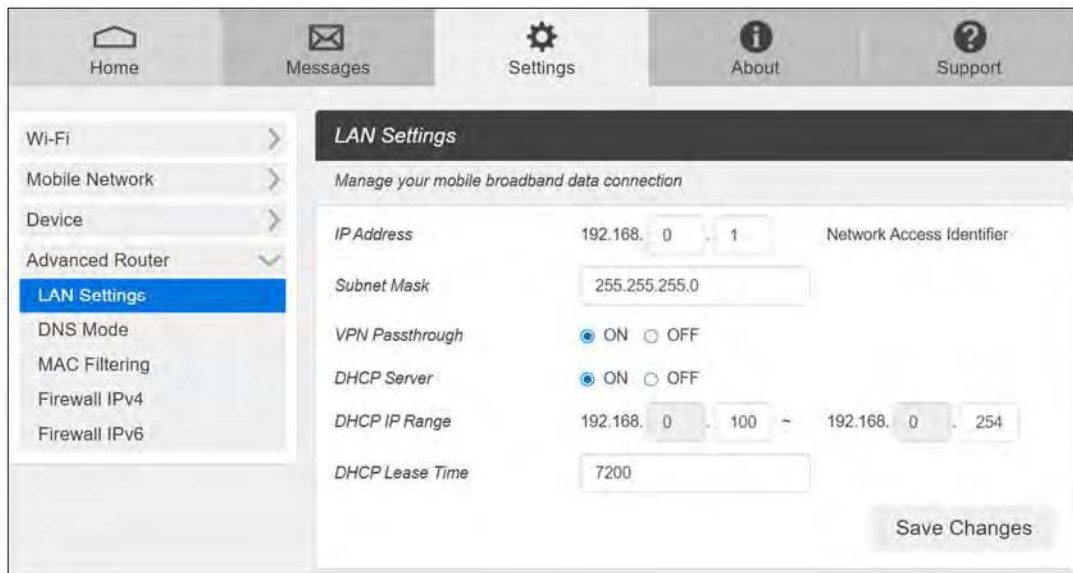 Home Messages Settings About Support
Wi-Fi
Mobile Network
Device
Advanced Router
LAN Settings
DNS Mode
MAC Filtering
Firewall IPv4
Firewall IPv6
LAN Settings
Manage your mobile broadband data connection
IP Address 192.168. 0 . 1 Network Access Identifier
Subnet Mask 255.255.255.0
VPN Passthrough ON OFF
DHCP Server ON OFF
DHCP IP Range 192.168. 0 . 100 ~ 192.168. 0 . 254
DHCP Lease Time 7200
Save Changes